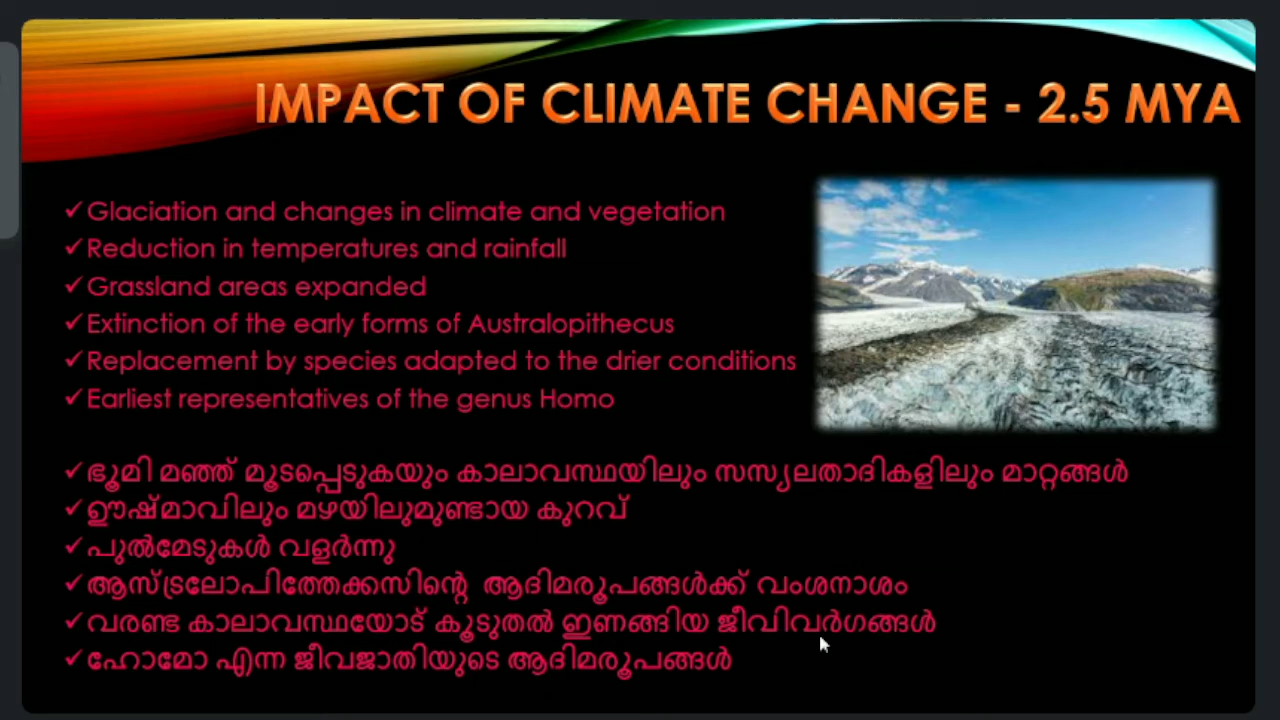 IMPACT OF CLIMATE CHANGE - 2.5 MYA
✓Glaciation and changes in climate and vegetation
✓Reduction in temperatures and rainfall
✓Grassland areas expanded
✓Extinction of the early forms of Australopithecus
✓Replacement by species adapted to the drier conditions
✓Earliest representatives of the genus Homo
✓ഭൂമി മഞ്ഞ് മൂടപ്പെടുകയും കാലാവസ്ഥയിലും സസ്യലതാദികളിലും മാറ്റങ്ങൾ
✓ഊഷ്മാവിലും മഴയിലുമുണ്ടായ കുറവ്
✓പുൽമേടുകൾ വളർന്നു
✓ആസ്ട്രലോപിത്തേക്കസിന്റെ ആദിമരൂപങ്ങൾക്ക് വംശനാശം
✓വരണ്ട കാലാവസ്ഥയോട് കൂടുതൽ ഇണങ്ങിയ ജീവിവർഗങ്ങൾ
✓ഹോമോ എന്ന ജീവജാതിയുടെ ആദിമരൂപങ്ങൾ